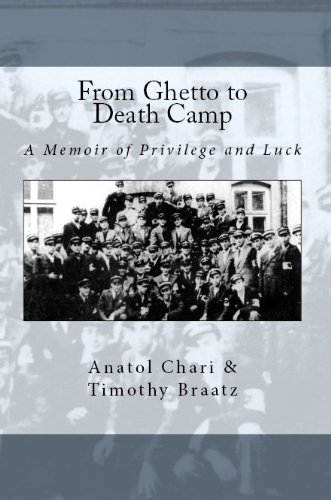 From Ghetto to
Death Camp
A Memoir of Privilege and Luck
Anatol Chari &
Timothy Braatz